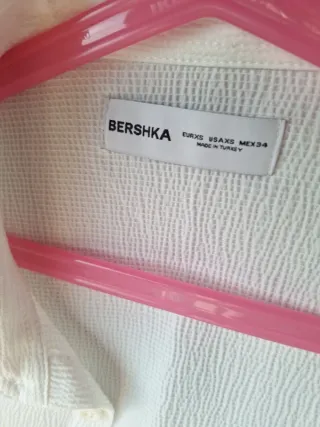 BERSHKA
EUR XS USA XS MEX 34
MADE IN TURKEY